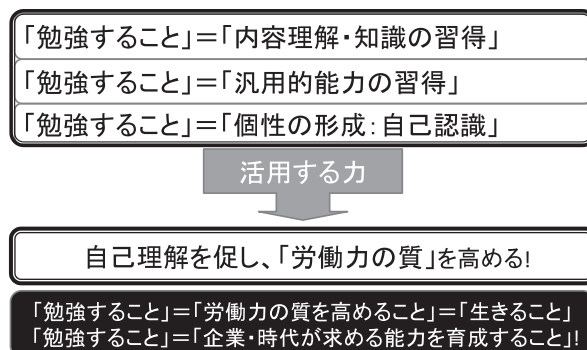 「勉強すること」=「内容理解・知識の習得」
「勉強すること」=「汎用的能力の習得」
「勉強すること」=「個性の形成:自己認識」
活用する力
自己理解を促し、「労働力の質」を高める!
「勉強すること」=「労働力の質を高めること」=「生きること」
「勉強すること」=「企業・時代が求める能力を育成すること」!